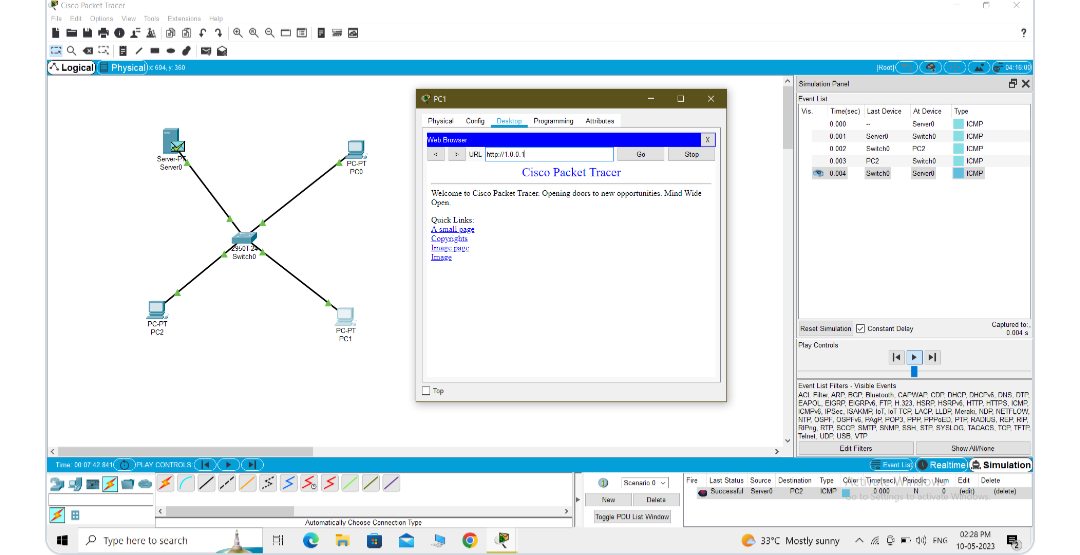 Cisco Packet Tracer
File Edit Options View Tools Extensions Help
?
Logical Physical x: 694, y: 360
[Root] 04:16:00
Server-PT
Server0
PC-PT
PC0
2950T-24
Switch0
PC-PT
PC2
PC-PT
PC1
PC1
Physical Config Desktop Programming Attributes
Web Browser X
< > URL http://1.0.0.1 Go Stop
Cisco Packet Tracer
Welcome to Cisco Packet Tracer. Opening doors to new opportunities. Mind Wide
Open.
Quick Links:
A small page
Copyrights
Image page
Image
Top
Simulation Panel
Event List
Vis. Time(sec) Last Device At Device Type
0.000 -- Server0 ICMP
0.001 Server0 Switch0 ICMP
0.002 Switch0 PC2 ICMP
0.003 PC2 Switch0 ICMP
0.004 Switch0 Server0 ICMP
Reset Simulation Constant Delay Captured to:
0.004 s
Play Controls
Event List Filters - Visible Events
ACL Filter, ARP, BGP, Bluetooth, CAPWAP, CDP, DHCP, DHCPv6, DNS, DTP,
EAPOL, EIGRP, EIGRPv6, FTP, H.323, HSRP, HSRPv6, HTTP, HTTPS, ICMP,
ICMPv6, IPSec, ISAKMP, IoT, IoT TCP, LACP, LLDP, Meraki, NDP, NETFLOW,
NTP, OSPF, OSPFv6, PAgP, POP3, PPP, PPPoED, PTP, RADIUS, REP, RIP,
RIPng, RTP, SCCP, SMTP, SNMP, SSH, STP, SYSLOG, TACACS, TCP, TFTP,
Telnet, UDP, USB, VTP
Edit Filters Show All/None
Time: 00:07:42.841 PLAY CONTROLS: Event List Realtime Simulation
Scenario 0
New Delete
Toggle PDU List Window
Fire Last Status Source Destination Type Color Time(sec) Periodic Num Edit Delete
Successful Server0 PC2 ICMP 0.000 N 0 (edit) (delete)
Activate Windows
Go to Settings to activate Windows.
Automatically Choose Connection Type
Type here to search
33°C Mostly sunny
ENG
02:28 PM
10-05-2023
2